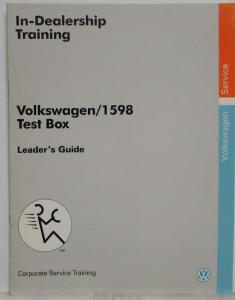 In-Dealership
Training
Service
Volkswagen
Volkswagen/1598
Test Box
Leader's Guide
Corporate Service Training